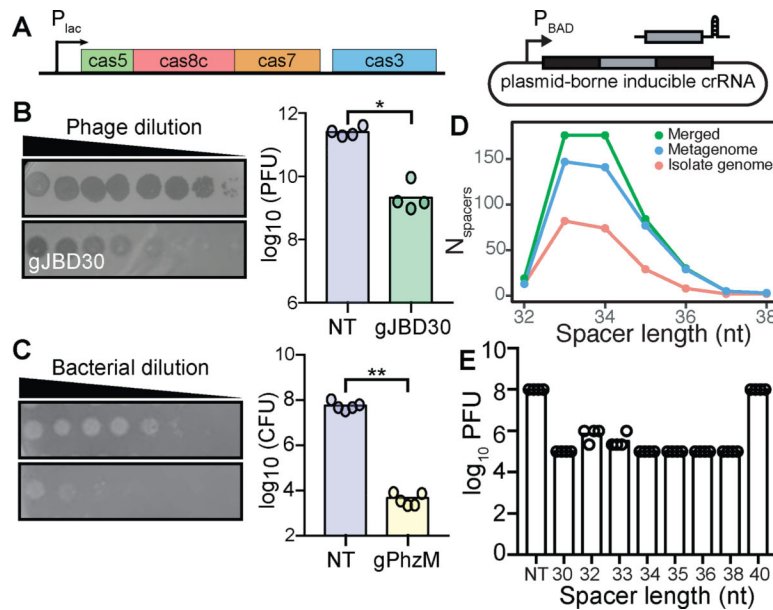 A
P lac
cas5 cas8c cas7 cas3
P BAD
plasmid-borne inducible crRNA
B
Phage dilution
gJBD30
log10 (PFU)
12
10
8
6
*
NT gJBD30
C
Bacterial dilution
log10 (CFU)
10
8
6
4
2
**
NT gPhzM
D
Merged
Metagenome
Isolate genome
N spacers
150
100
50
0
32 34 36 38
Spacer length (nt)
E
log10 PFU
10
8
6
4
2
0
NT 30 32 33 34 35 36 38 40
Spacer length (nt)